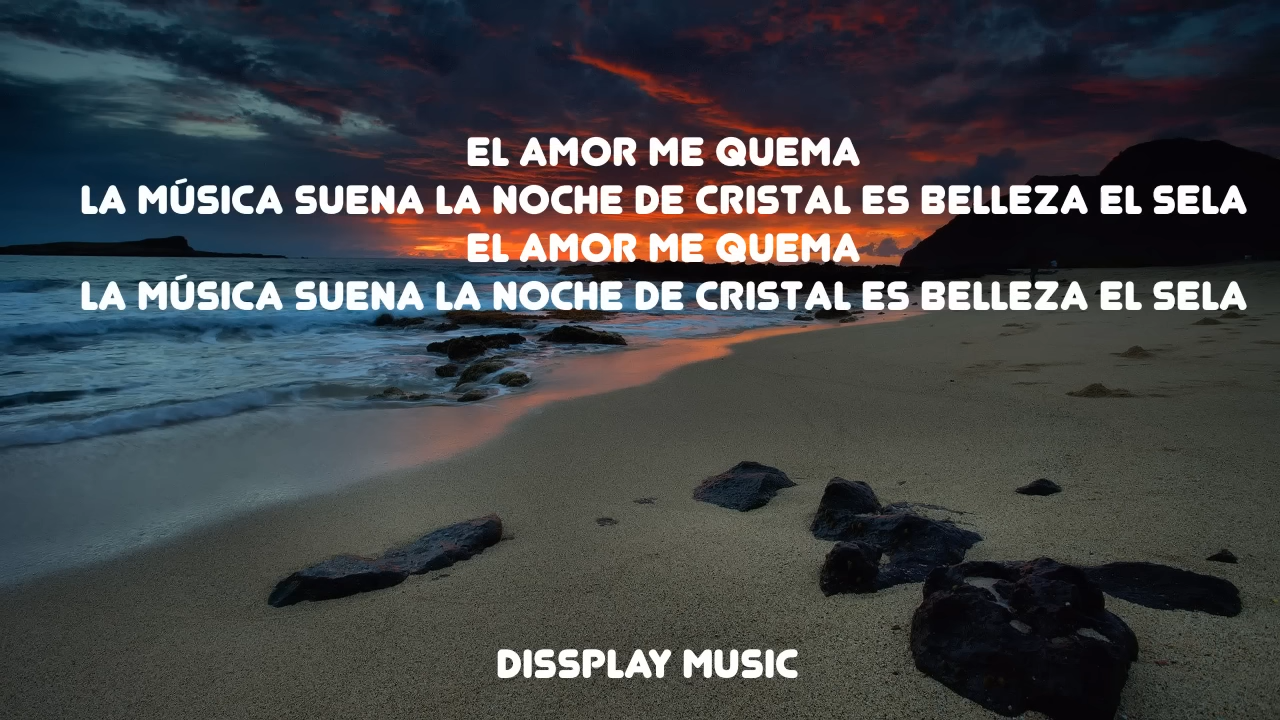 EL AMOR ME QUEMA
LA MÚSICA SUENA LA NOCHE DE CRISTAL ES BELLEZA EL SELA
EL AMOR ME QUEMA
LA MÚSICA SUENA LA NOCHE DE CRISTAL ES BELLEZA EL SELA
DISSPLAY MUSIC